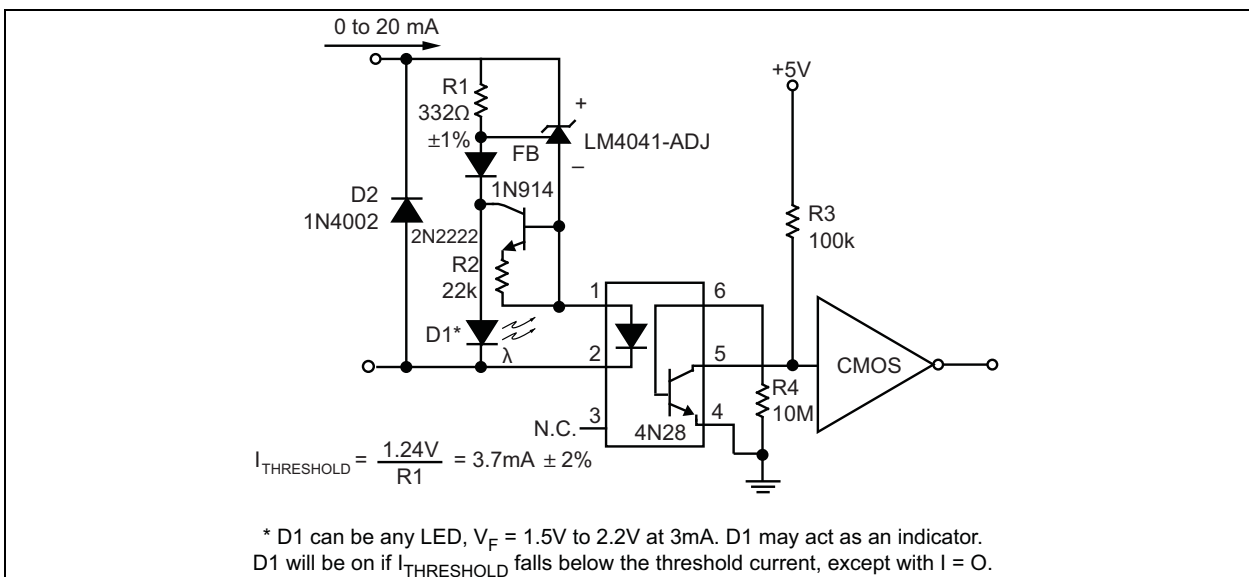 0 to 20 mA
R1
332Ω
±1%
+
LM4041-ADJ
FB
–
1N914
D2
1N4002
2N2222
R2
22k
D1*
λ
+5V
R3
100k
1
6
2
5
CMOS
R4
10M
3
4
N.C.
4N28
I_THRESHOLD = 1.24V / R1 = 3.7mA ± 2%
* D1 can be any LED, V_F = 1.5V to 2.2V at 3mA. D1 may act as an indicator.
D1 will be on if I_THRESHOLD falls below the threshold current, except with I = O.